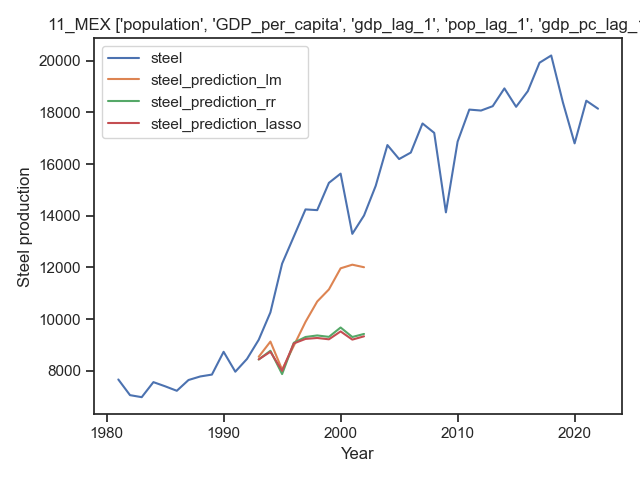 11_MEX ['population', 'GDP_per_capita', 'gdp_lag_1', 'pop_lag_1', 'gdp_pc_lag_
steel
steel_prediction_lm
steel_prediction_rr
steel_prediction_lasso
Steel production
20000
18000
16000
14000
12000
10000
8000
1980
1990
2000
2010
2020
Year